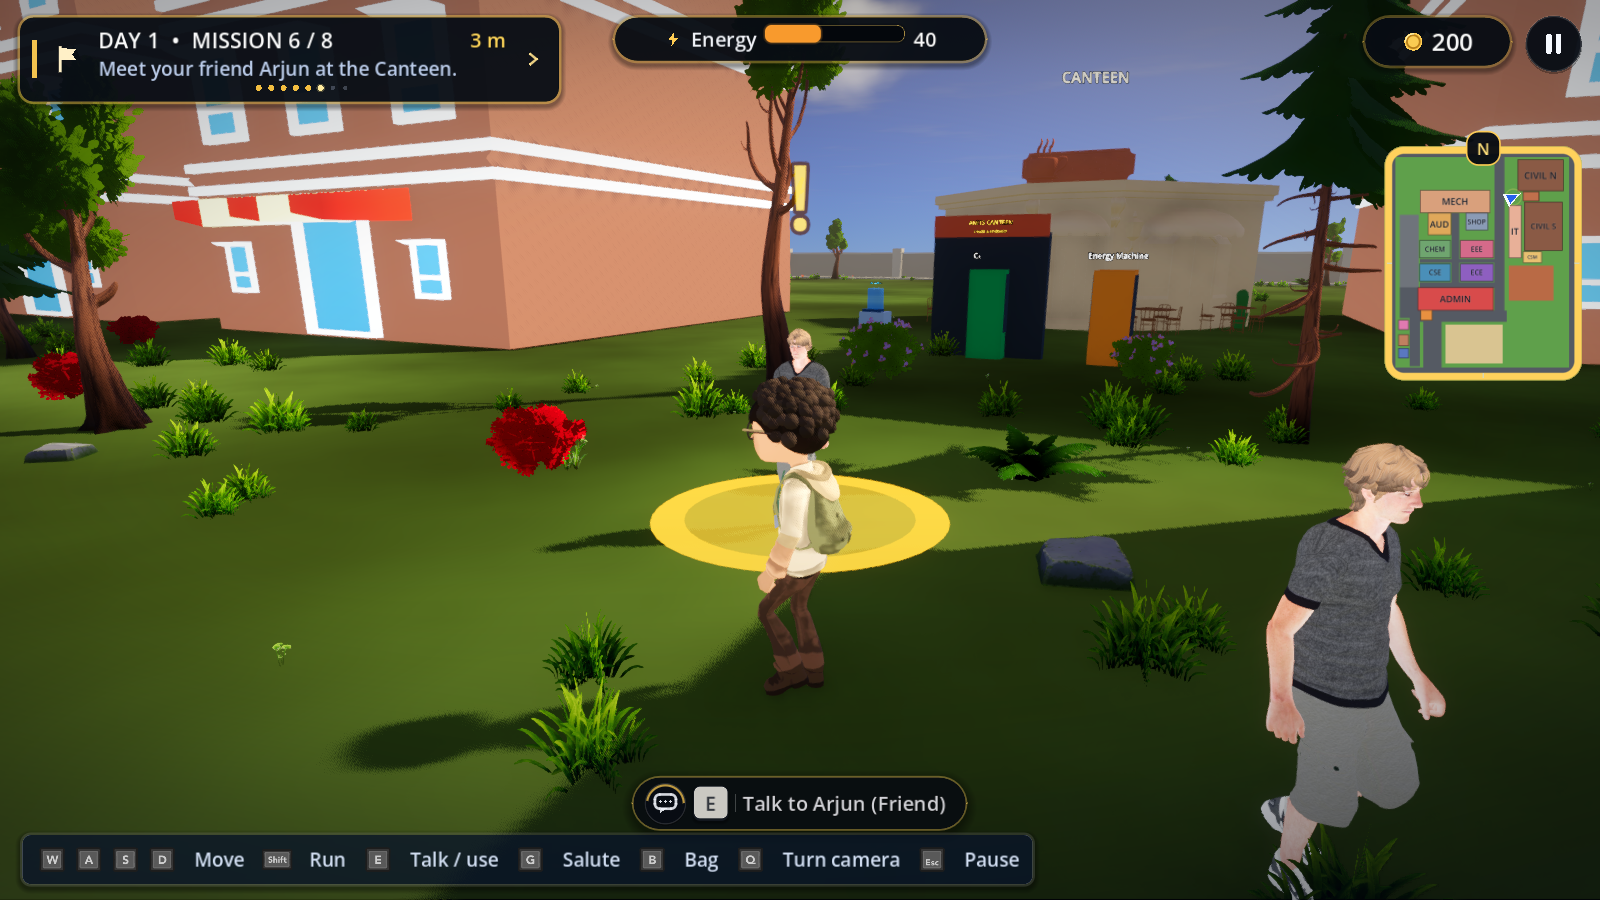 DAY 1 • MISSION 6 / 8
3 m
Meet your friend Arjun at the Canteen.
Energy
40
200
CANTEEN
N
CIVIL N
MECH
AUD
SHOP
IT
CIVIL S
CHEM
EEE
CSE
ECE
ADMIN
Energy Machine
E
Talk to Arjun (Friend)
W A S D Move Shift Run E Talk / use G Salute B Bag Q Turn camera Esc Pause